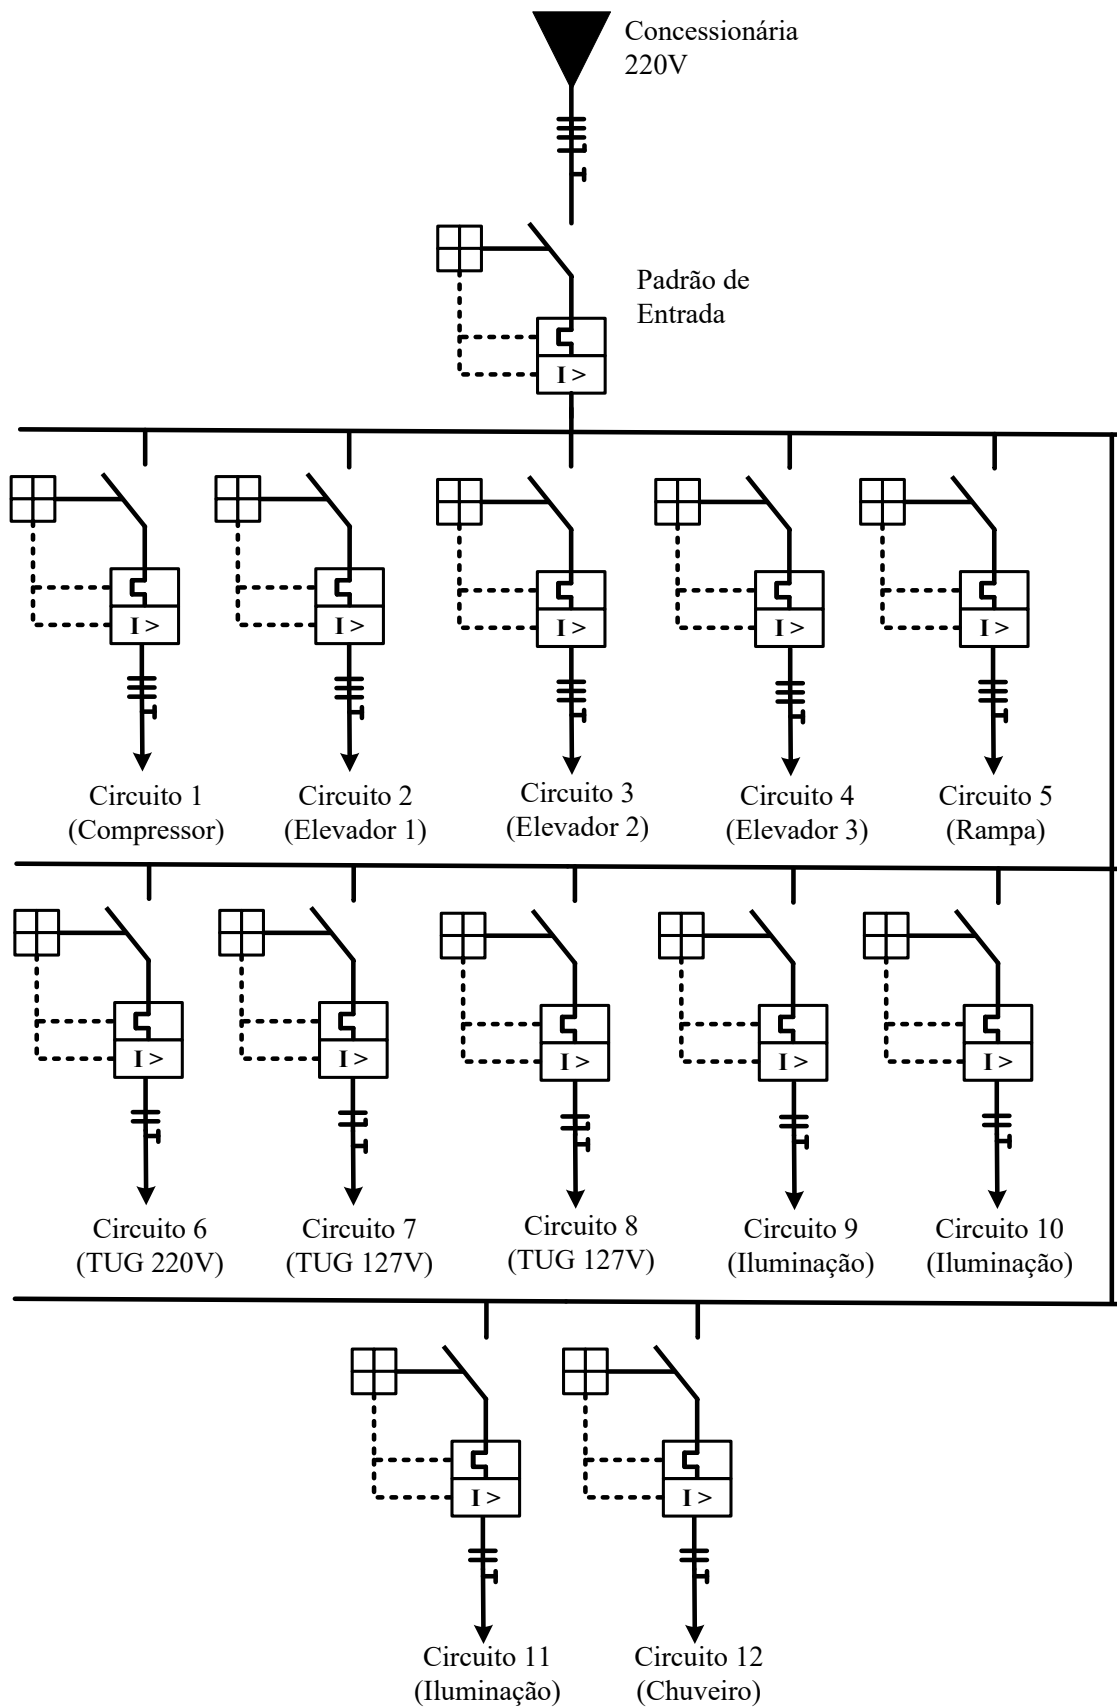 Concessionária
220V
Padrão de
Entrada
I >
I >
I >
I >
I >
I >
Circuito 1
(Compressor)
Circuito 2
(Elevador 1)
Circuito 3
(Elevador 2)
Circuito 4
(Elevador 3)
Circuito 5
(Rampa)
I >
I >
I >
I >
I >
Circuito 6
(TUG 220V)
Circuito 7
(TUG 127V)
Circuito 8
(TUG 127V)
Circuito 9
(Iluminação)
Circuito 10
(Iluminação)
I >
I >
Circuito 11
(Iluminação)
Circuito 12
(Chuveiro)